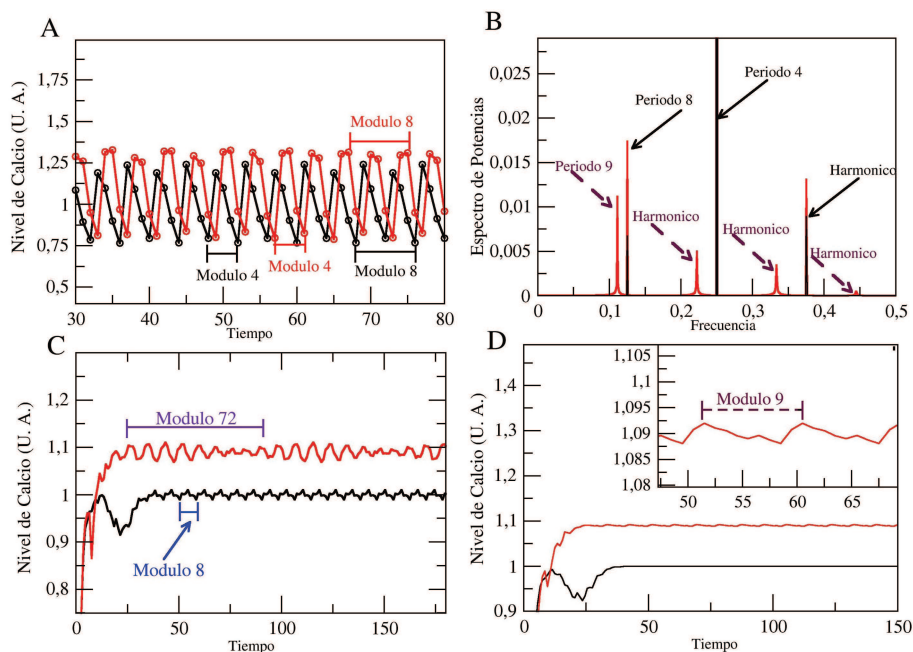 A
Nivel de Calcio (U. A.)
1,75
1,5
1,25
1
0,75
0,5
Modulo 8
Modulo 4
Modulo 4
Modulo 8
30 40 50 60 70 80
Tiempo
B
Espectro de Potencias
0,025
0,02
0,015
0,01
0,005
0
Periodo 4
Periodo 8
Periodo 9
Harmonico
Harmonico
Harmonico
Harmonico
0 0,1 0,2 0,3 0,4 0,5
Frecuencia
C
Nivel de Calcio (U. A.)
1,2
1,1
1
0,9
0,8
Modulo 72
Modulo 8
0 50 100 150
Tiempo
D
Nivel de Calcio (U. A.)
1,4
1,3
1,2
1,1
1
0,9
1,105
1,1
1,095
1,09
1,085
1,08
Modulo 9
50 55 60 65
0 50 100 150
Tiempo